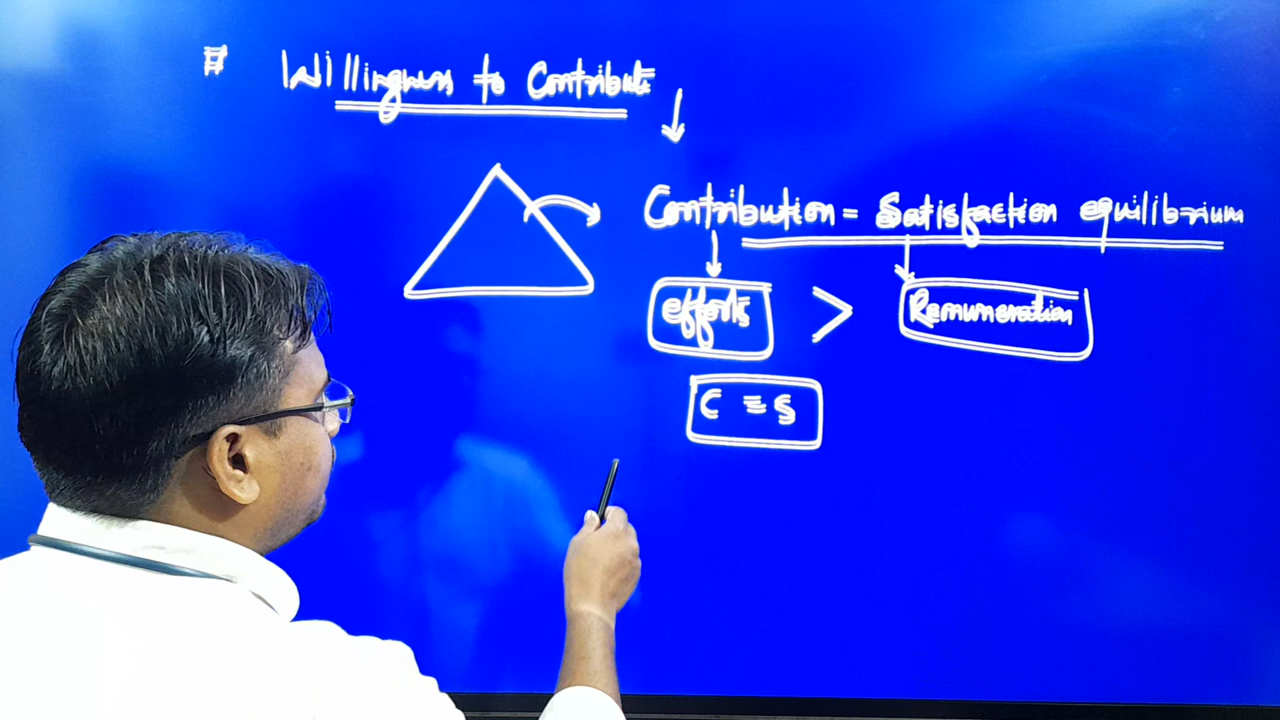 # Willingness to Contribute
Contribution = Satisfaction equilibrium
efforts > Remuneration
C = S